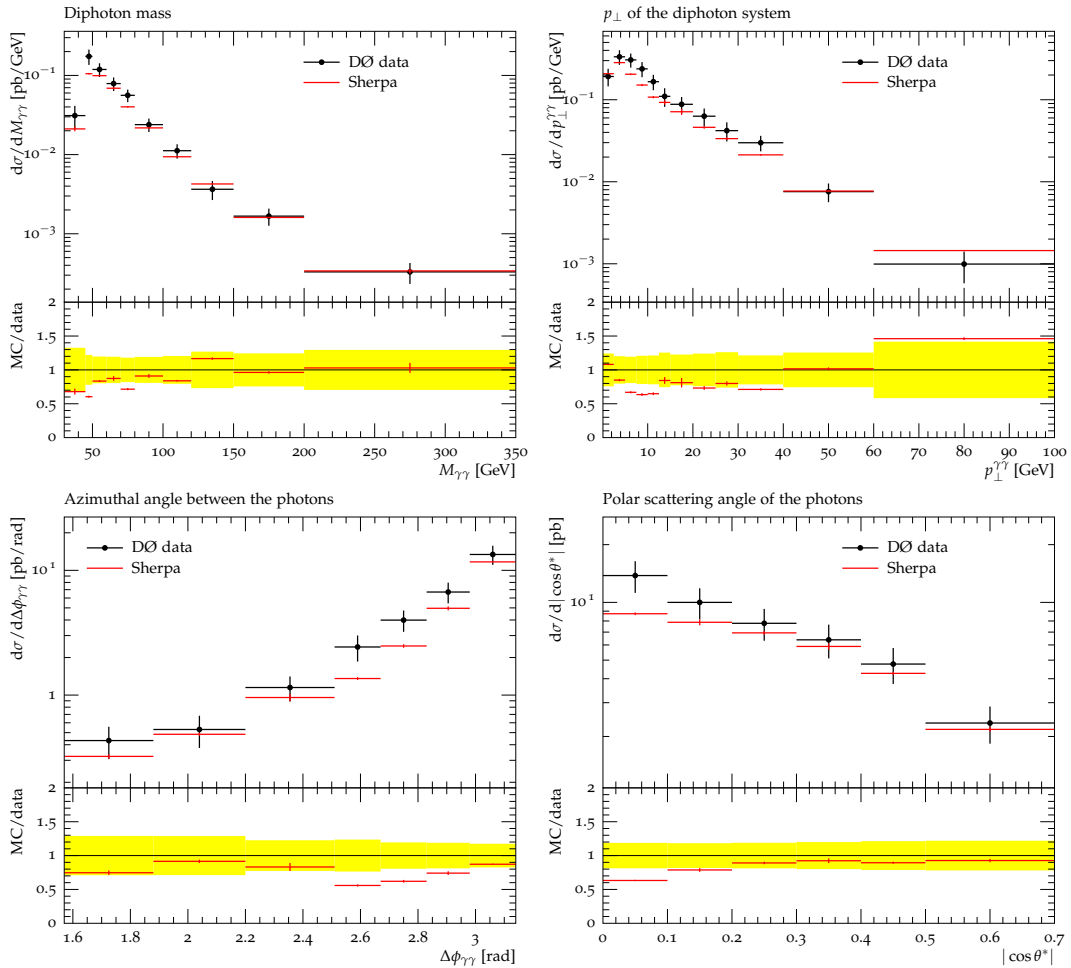 Diphoton mass
DØ data
Sherpa
dσ/dM_γγ [pb/GeV]
10⁻¹
10⁻²
10⁻³
MC/data
2
1.5
1
0.5
0
50 100 150 200 250 300 350
M_γγ [GeV]
p⊥ of the diphoton system
DØ data
Sherpa
dσ/dp⊥^γγ [pb/GeV]
10⁻¹
10⁻²
10⁻³
MC/data
2
1.5
1
0.5
0
10 20 30 40 50 60 70 80 90 100
p⊥^γγ [GeV]
Azimuthal angle between the photons
DØ data
Sherpa
dσ/dΔϕ_γγ [pb/rad]
10¹
1
MC/data
2
1.5
1
0.5
0
1.6 1.8 2 2.2 2.4 2.6 2.8 3
Δϕ_γγ [rad]
Polar scattering angle of the photons
DØ data
Sherpa
dσ/d|cos θ*| [pb]
10¹
MC/data
2
1.5
1
0.5
0
0 0.1 0.2 0.3 0.4 0.5 0.6 0.7
|cos θ*|